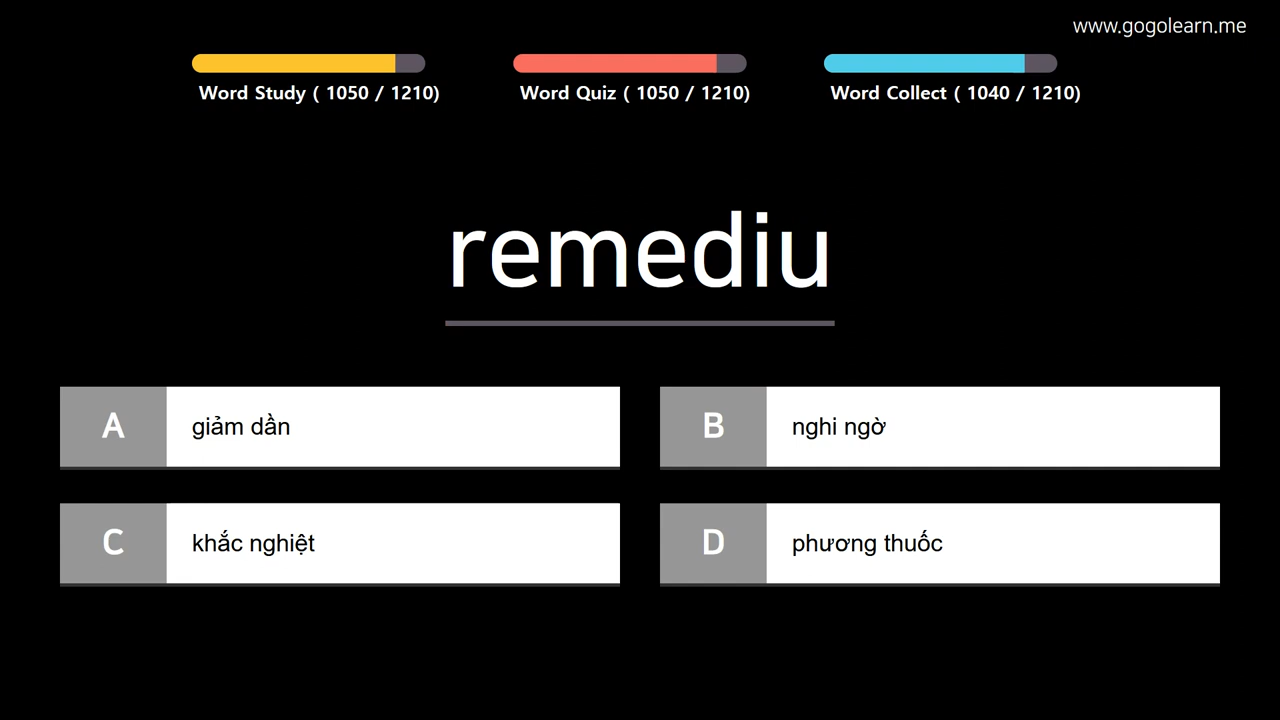 www.gogolearn.me
Word Study ( 1050 / 1210)
Word Quiz ( 1050 / 1210)
Word Collect ( 1040 / 1210)
remediu
A
giảm dần
B
nghi ngờ
C
khắc nghiệt
D
phương thuốc